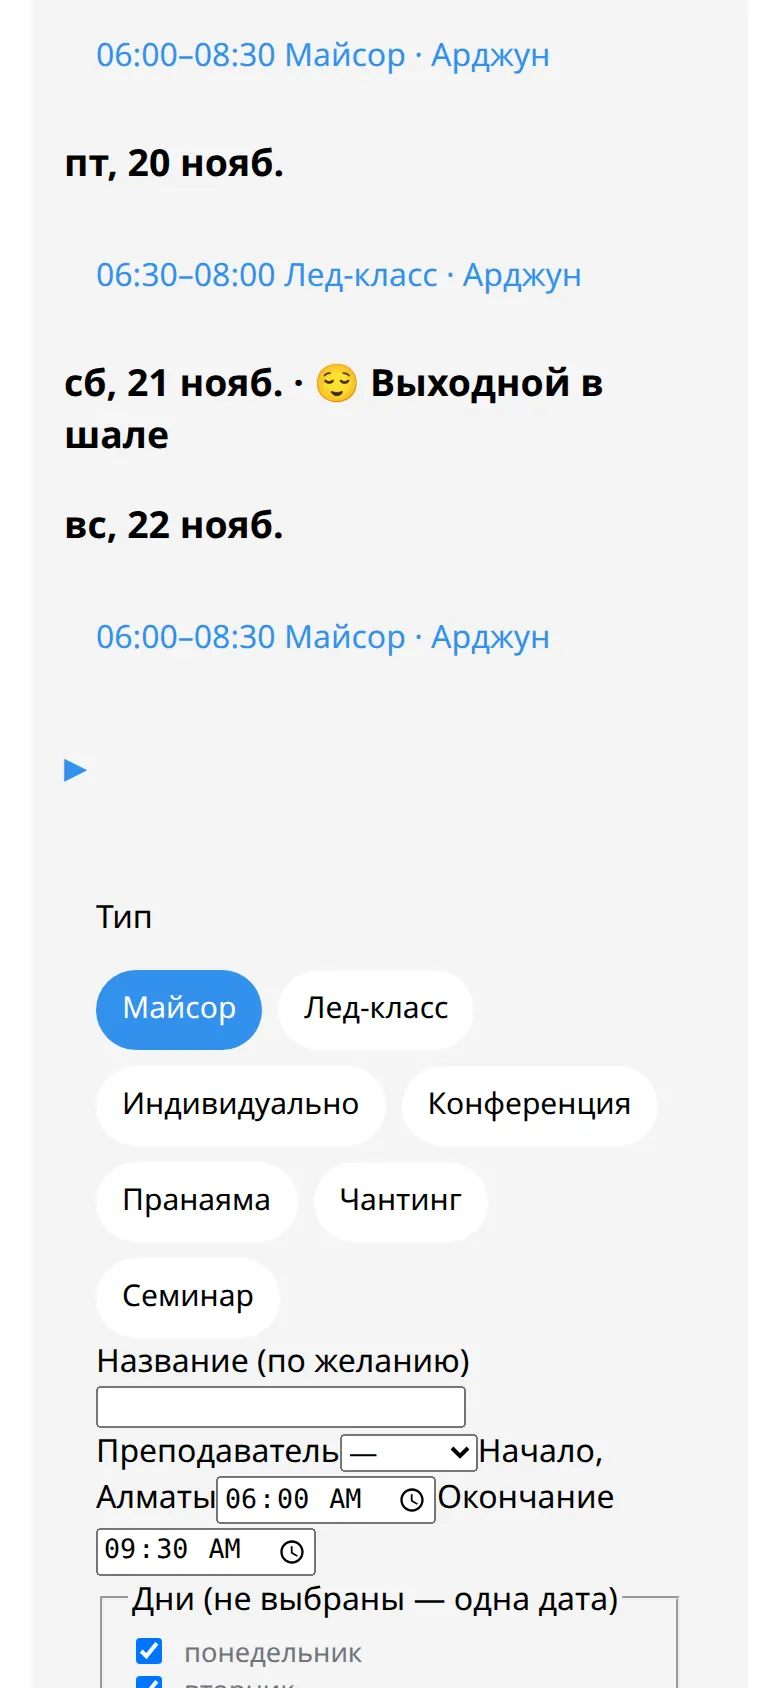 06:00–08:30 Майсор · Арджун
пт, 20 нояб.
06:30–08:00 Лед-класс · Арджун
сб, 21 нояб. · 😌 Выходной в
шале
вс, 22 нояб.
06:00–08:30 Майсор · Арджун
▶
Тип
Майсор Лед-класс
Индивидуально Конференция
Пранаяма Чантинг
Семинар
Название (по желанию)
Преподаватель — Начало,
Алматы 06:00 AM Окончание
09:30 AM
Дни (не выбраны — одна дата)
понедельник
вторник